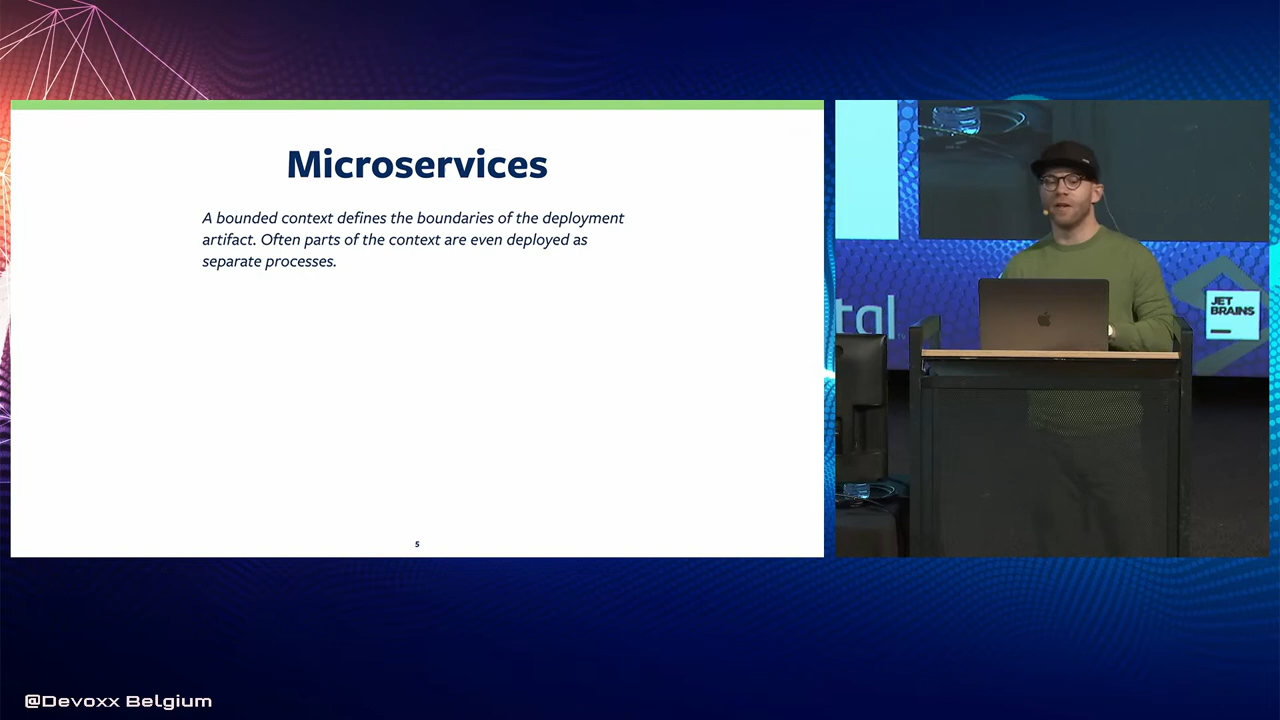 Microservices
A bounded context defines the boundaries of the deployment
artifact. Often parts of the context are even deployed as
separate processes.
5
tal
JET
BRAINS
@Devoxx Belgium